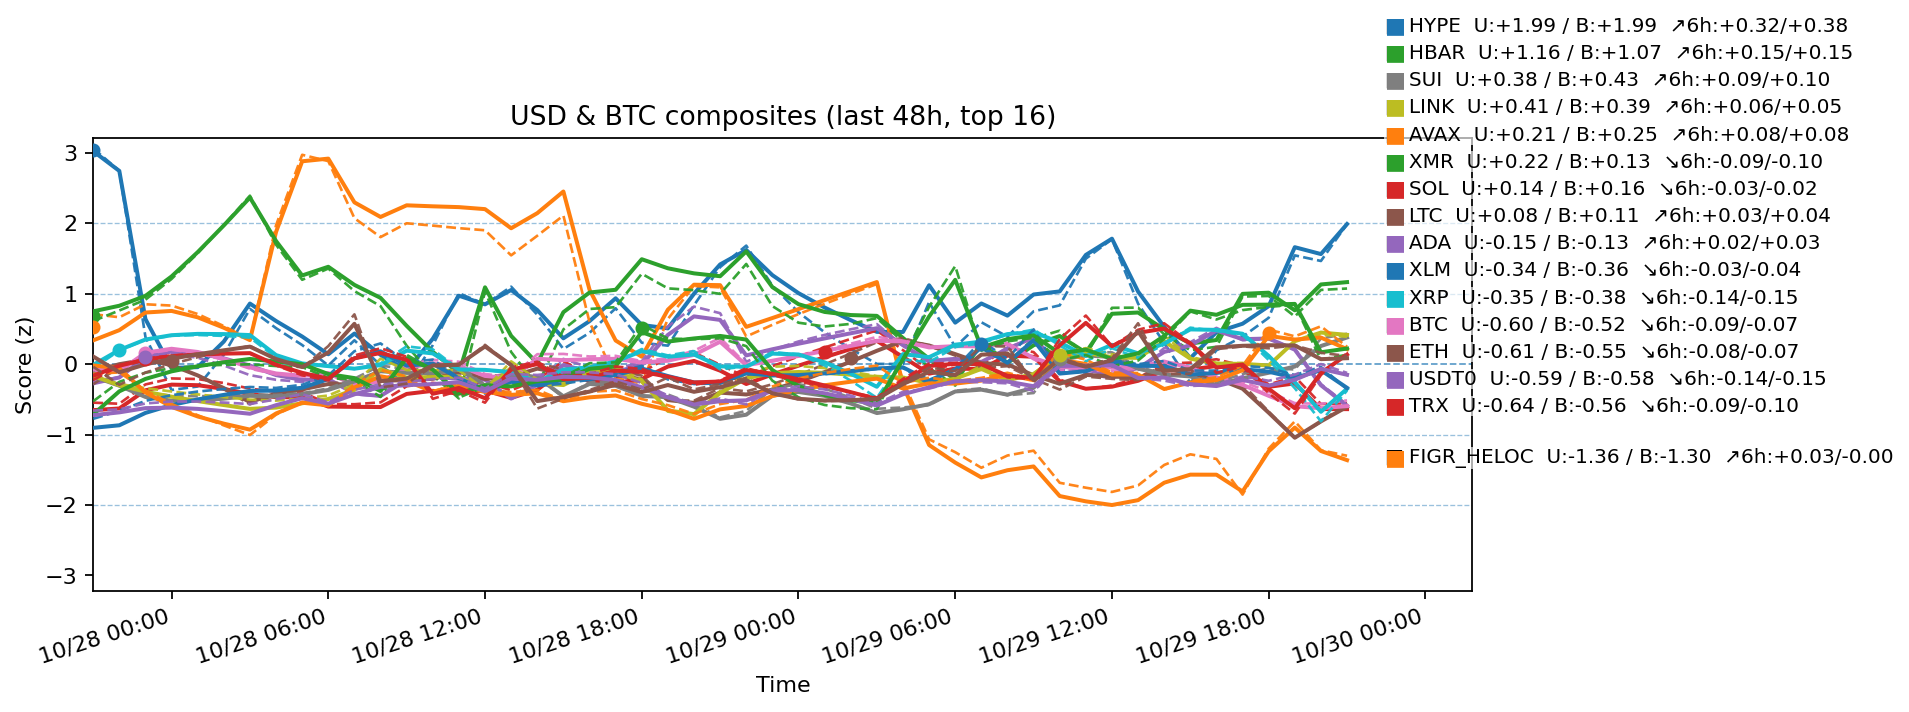 HYPE  U:+1.99 / B:+1.99  ↗6h:+0.32/+0.38
HBAR  U:+1.16 / B:+1.07  ↗6h:+0.15/+0.15
SUI  U:+0.38 / B:+0.43  ↗6h:+0.09/+0.10
LINK  U:+0.41 / B:+0.39  ↗6h:+0.06/+0.05
AVAX  U:+0.21 / B:+0.25  ↗6h:+0.08/+0.08
XMR  U:+0.22 / B:+0.13  ↘6h:-0.09/-0.10
SOL  U:+0.14 / B:+0.16  ↘6h:-0.03/-0.02
LTC  U:+0.08 / B:+0.11  ↗6h:+0.03/+0.04
ADA  U:-0.15 / B:-0.13  ↗6h:+0.02/+0.03
XLM  U:-0.34 / B:-0.36  ↘6h:-0.03/-0.04
XRP  U:-0.35 / B:-0.38  ↘6h:-0.14/-0.15
BTC  U:-0.60 / B:-0.52  ↘6h:-0.09/-0.07
ETH  U:-0.61 / B:-0.55  ↘6h:-0.08/-0.07
USDT0  U:-0.59 / B:-0.58  ↘6h:-0.14/-0.15
TRX  U:-0.64 / B:-0.56  ↘6h:-0.09/-0.10
FIGR_HELOC  U:-1.36 / B:-1.30  ↗6h:+0.03/-0.00
USD & BTC composites (last 48h, top 16)
Score (z)
3
2
1
0
−1
−2
−3
10/28 00:00
10/28 06:00
10/28 12:00
10/28 18:00
10/29 00:00
10/29 06:00
10/29 12:00
10/29 18:00
10/30 00:00
Time